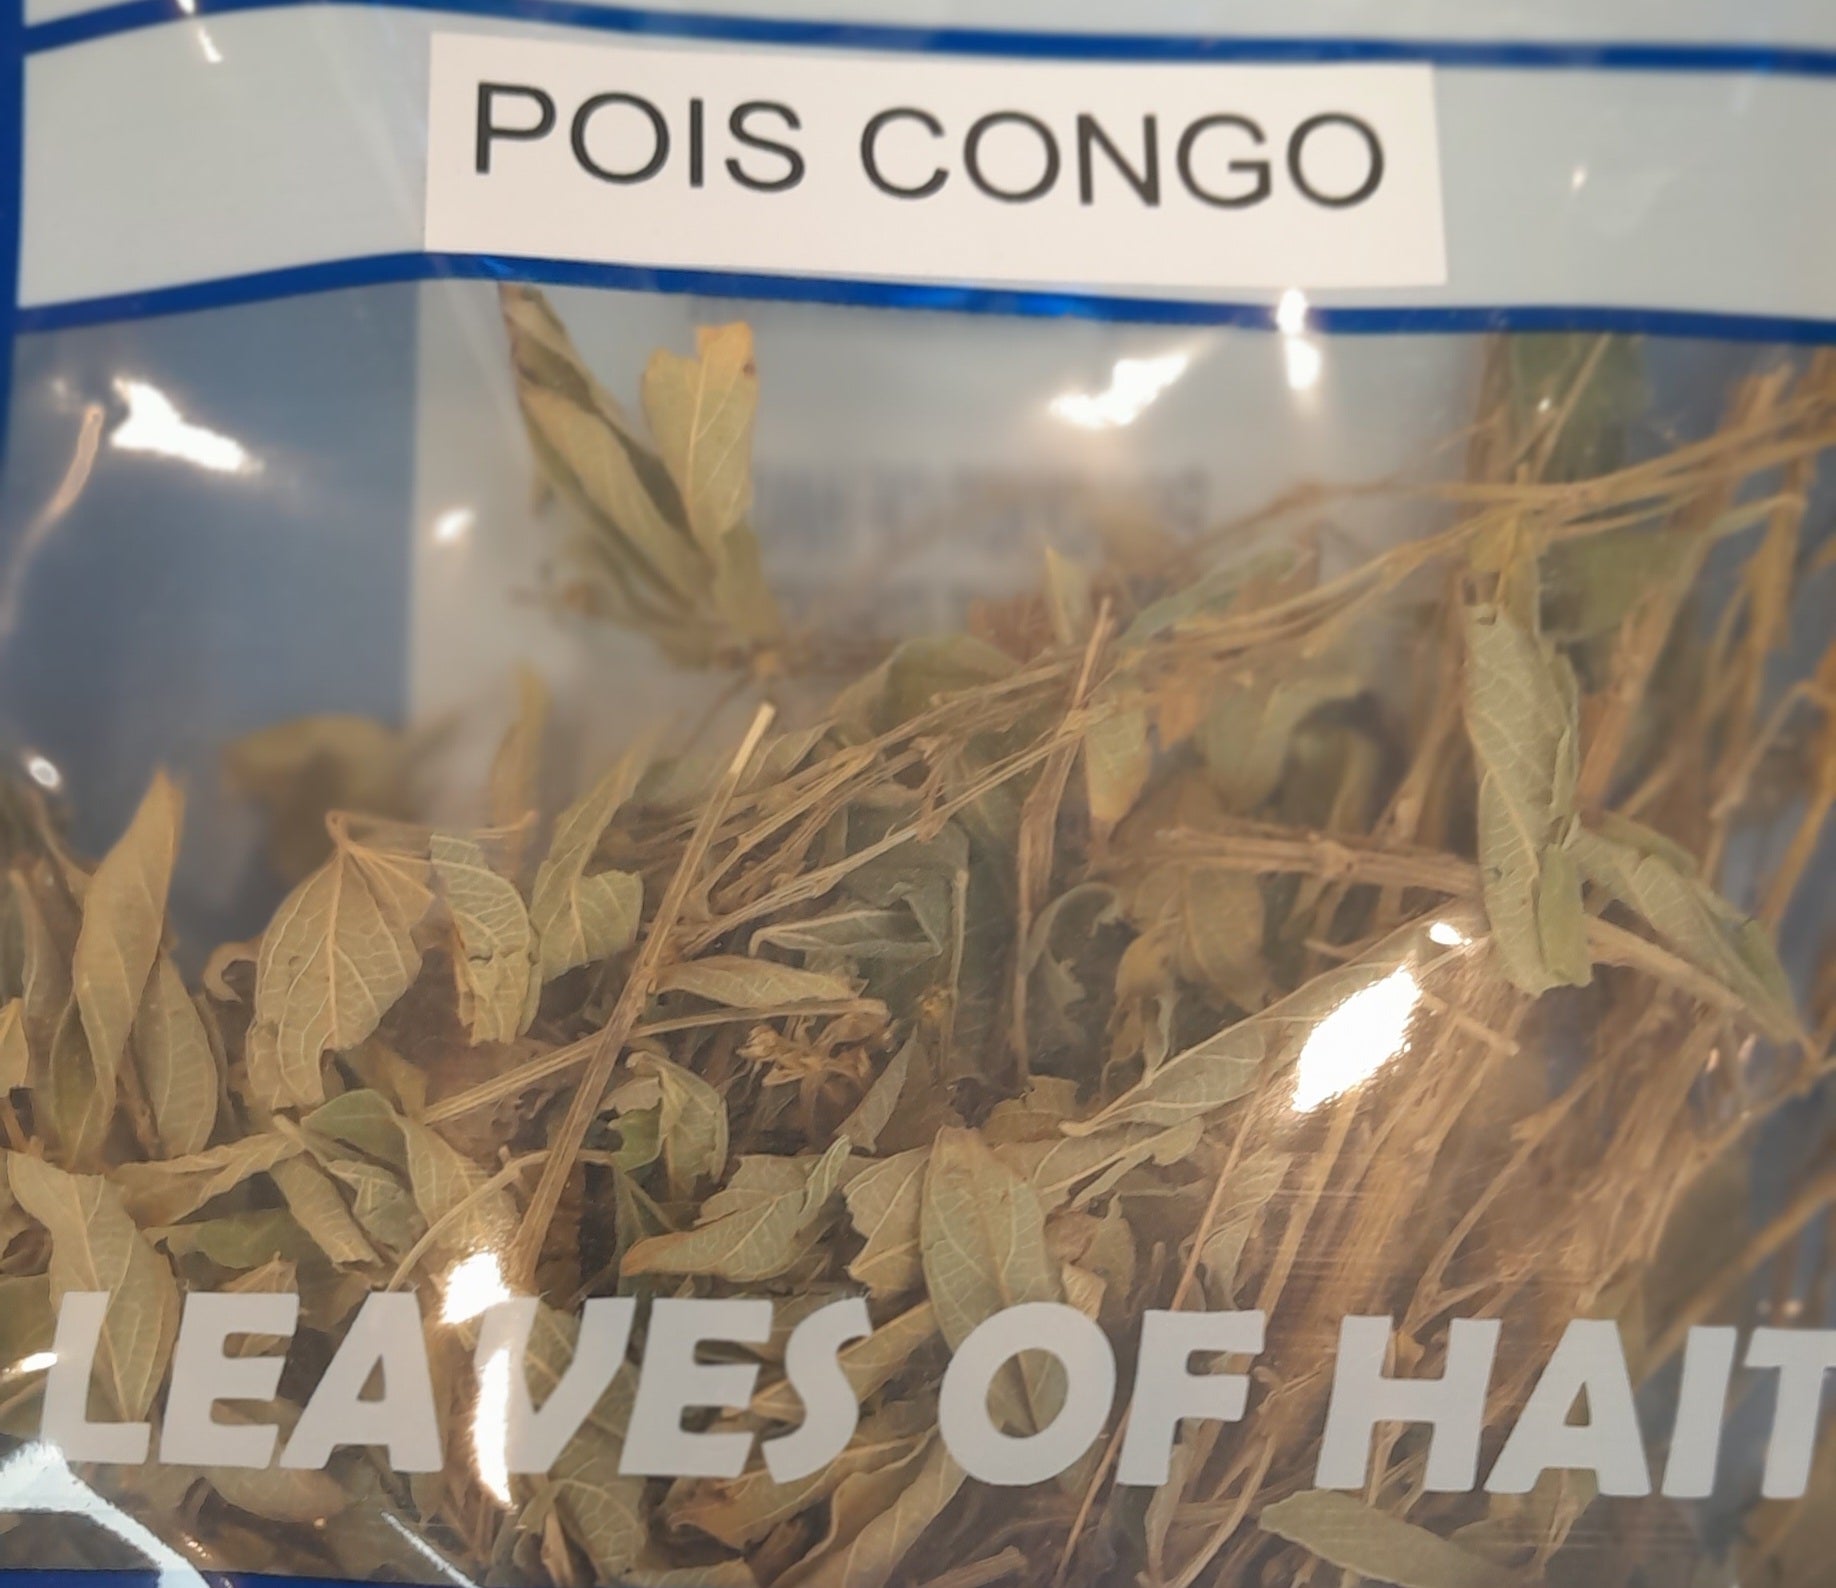 POIS CONGO
LEAVES OF HAIT